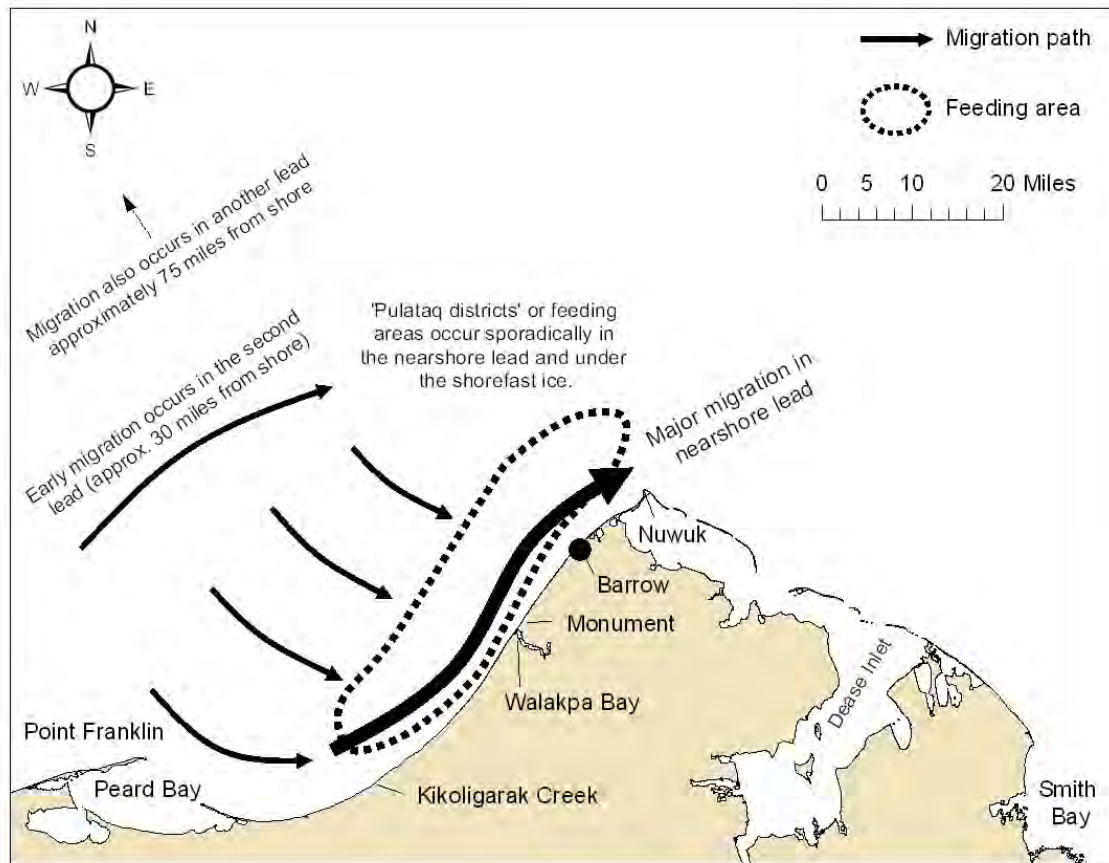 N
W
E
S
Migration path
Feeding area
0 5 10 20 Miles
Migration also occurs in another lead
approximately 75 miles from shore
Early migration occurs in the second
lead (approx. 30 miles from shore)
'Pulataq districts' or feeding
areas occur sporadically in
the nearshore lead and under
the shorefast ice.
Major migration in
nearshore lead
Nuwuk
Barrow
Monument
Walakpa Bay
Dease Inlet
Point Franklin
Peard Bay
Kikoligarak Creek
Smith
Bay